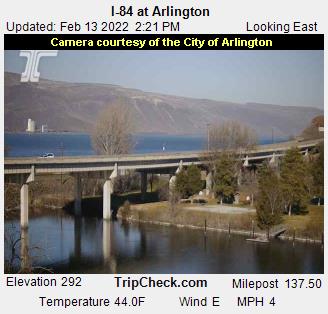 I-84 at Arlington
Updated: Feb 13 2022 2:21 PM Looking East
Camera courtesy of the City of Arlington
Elevation 292 TripCheck.com Milepost 137.50
Temperature 44.0F Wind E MPH 4